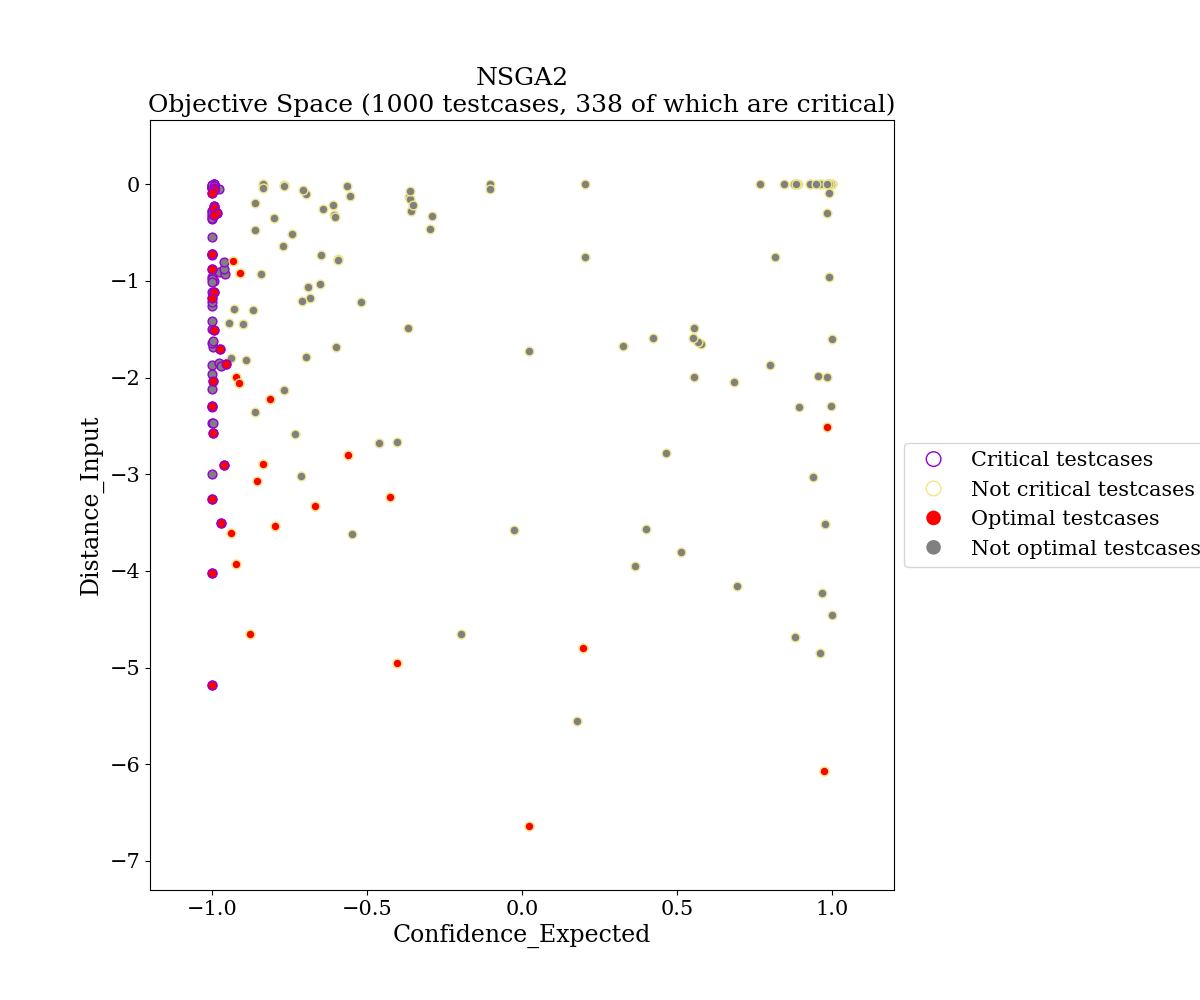 NSGA2
Objective Space (1000 testcases, 338 of which are critical)
0
−1
−2
−3
−4
−5
−6
−7
Distance_Input
−1.0
−0.5
0.0
0.5
1.0
Confidence_Expected
Critical testcases
Not critical testcases
Optimal testcases
Not optimal testcases